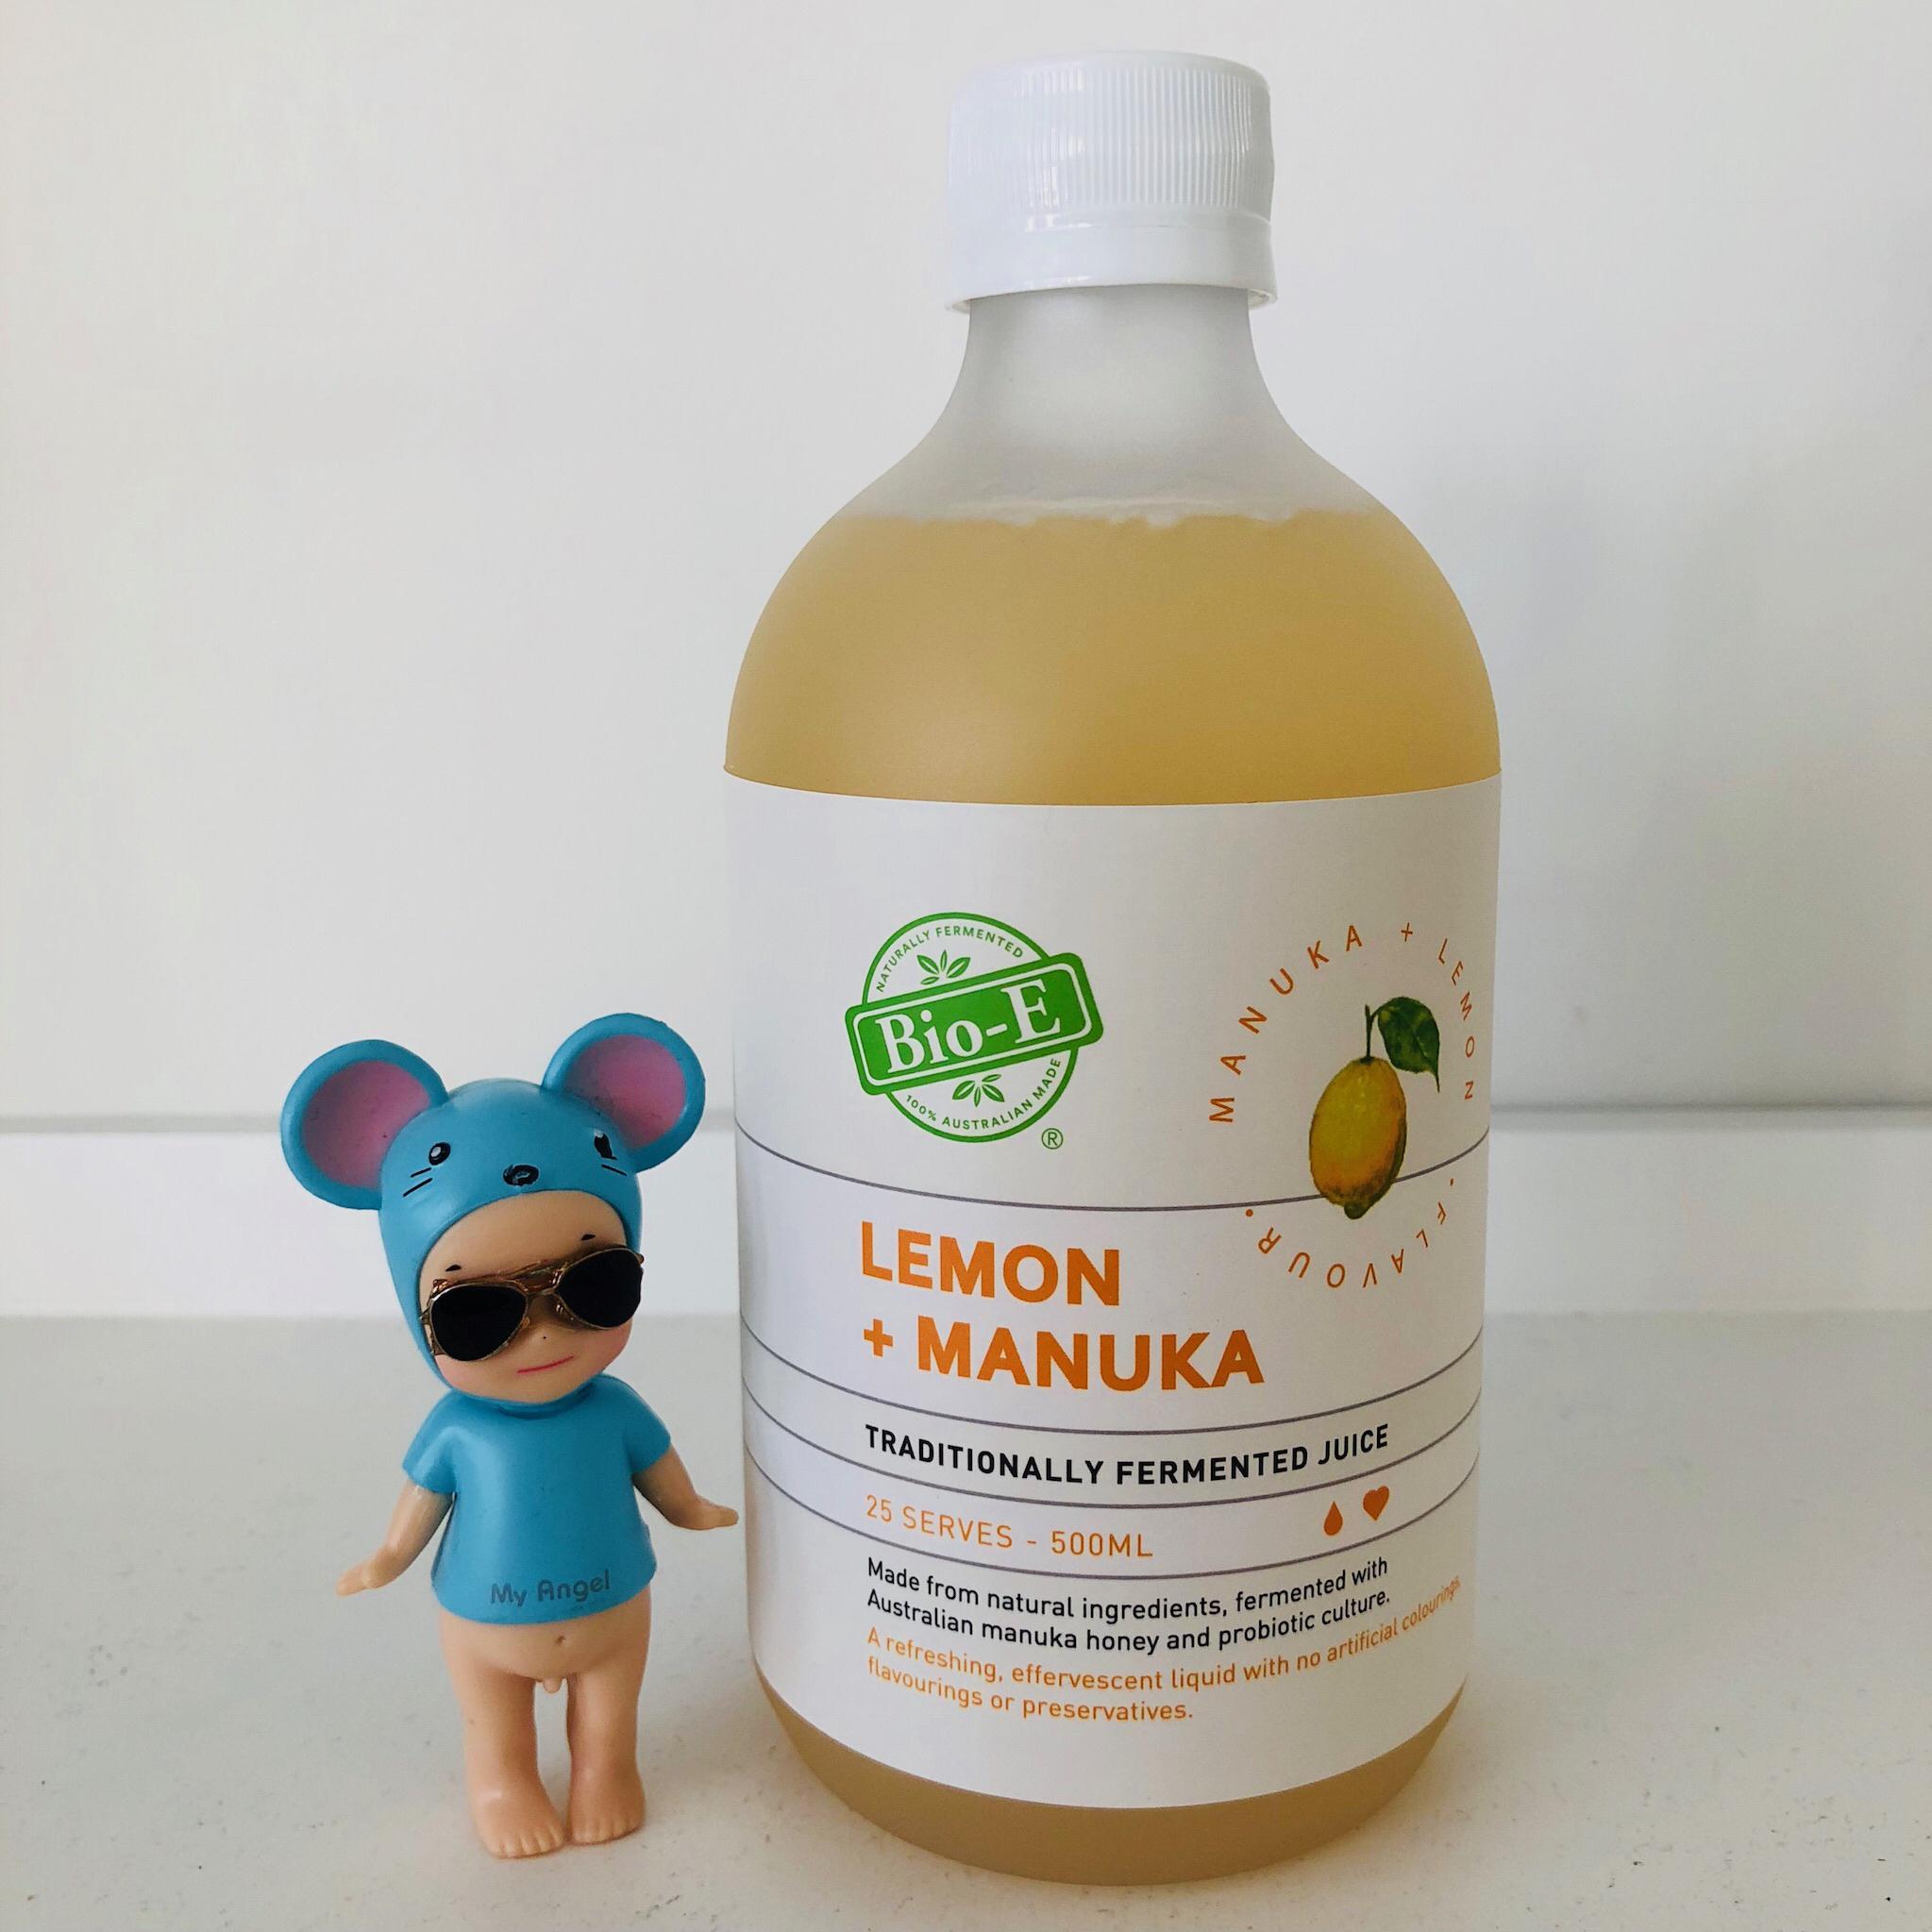 NATURALLY FERMENTED
Bio-E
100% AUSTRALIAN MADE
®
MANUKA + LEMON
. FLAVOUR .
LEMON
+ MANUKA
TRADITIONALLY FERMENTED JUICE
25 SERVES - 500ML
Made from natural ingredients, fermented with
Australian manuka honey and probiotic culture.
A refreshing, effervescent liquid with no artificial colourings,
flavourings or preservatives.
My Angel